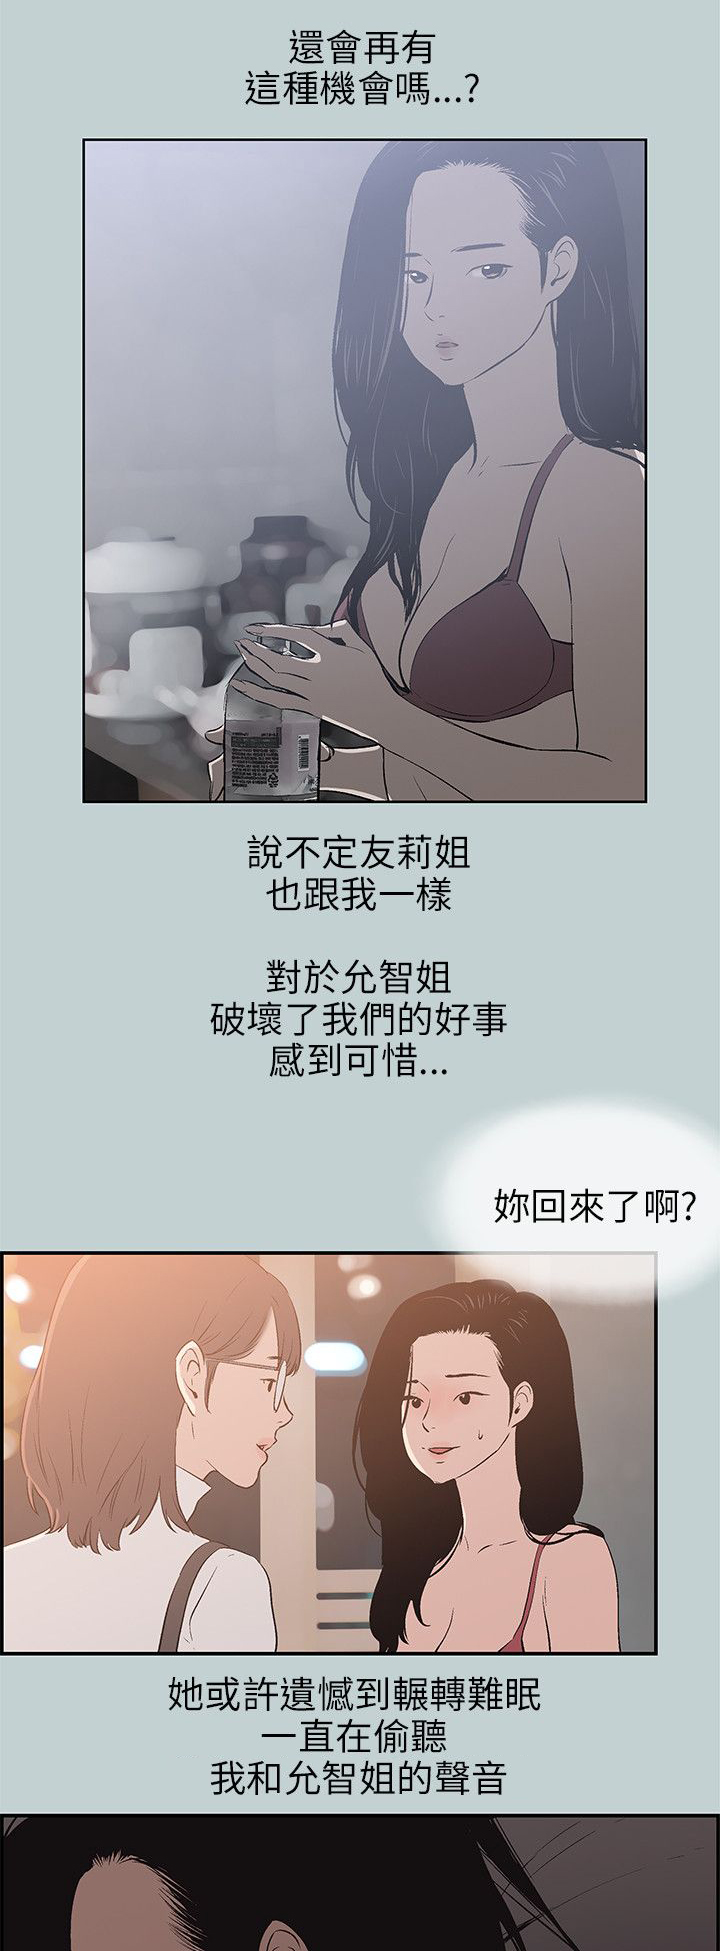 還會再有
這種機會嗎...?
說不定友莉姐
也跟我一樣
對於允智姐
破壞了我們的好事
感到可惜...
妳回來了啊?
她或許遺憾到輾轉難眠
一直在偷聽
我和允智姐的聲音